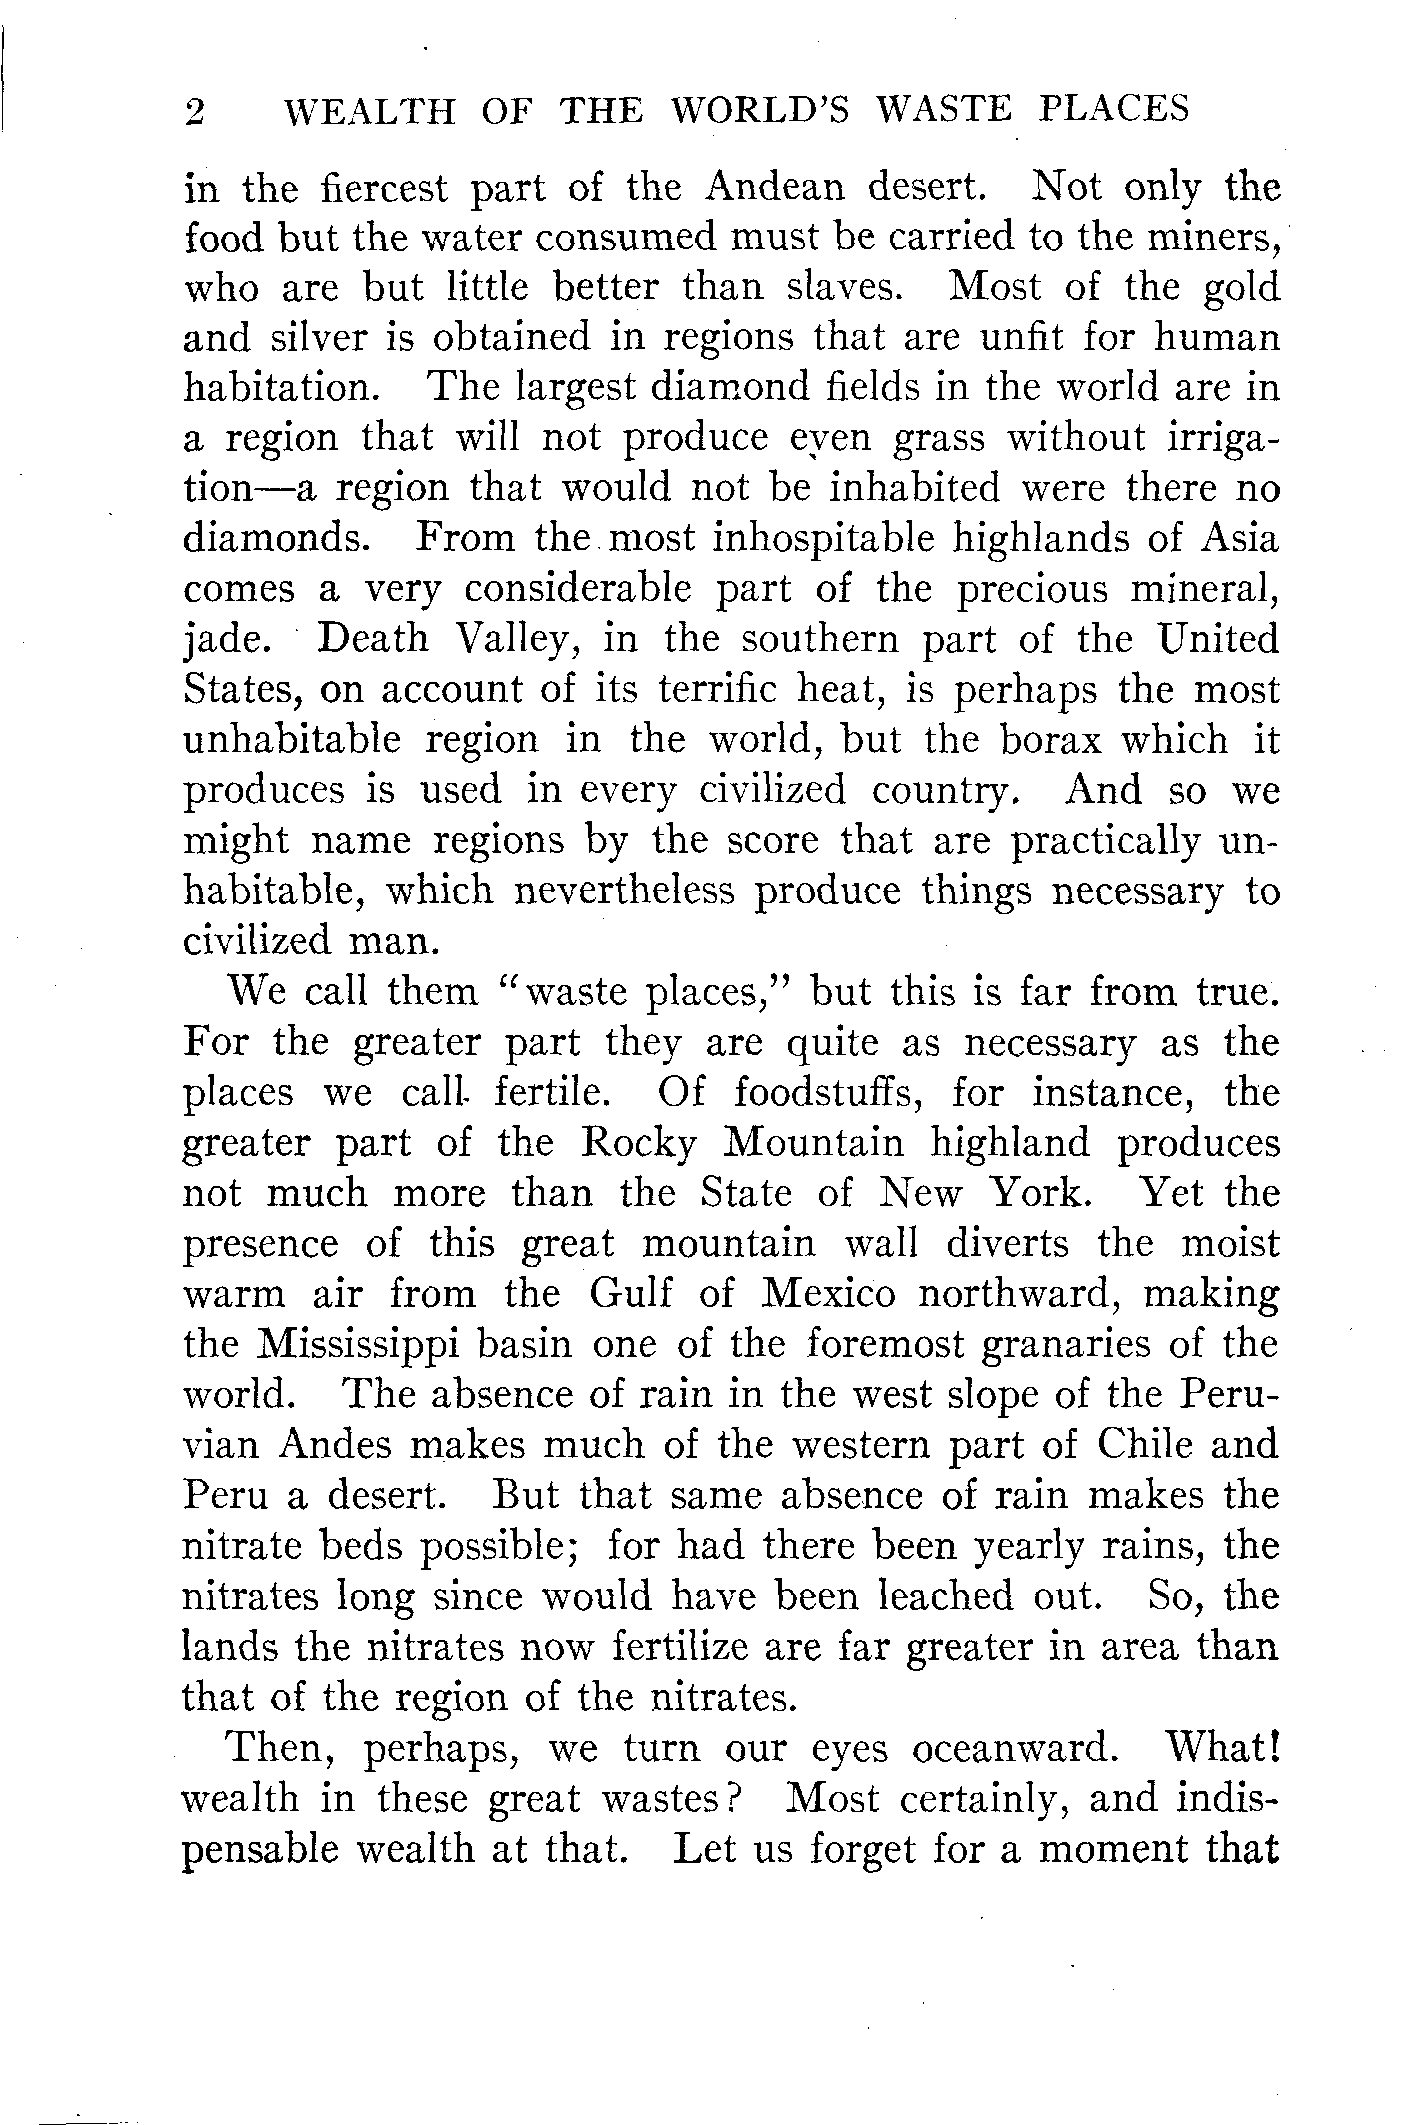 2 WEALTH OF THE WORLD'S WASTE PLACES
in the fiercest part of the Andean desert. Not only the
food but the water consumed must be carried to the miners,
who are but little better than slaves. Most of the gold
and silver is obtained in regions that are unfit for human
habitation. The largest diamond fields in the world are in
a region that will not produce even grass without irriga-
tion—a region that would not be inhabited were there no
diamonds. From the most inhospitable highlands of Asia
comes a very considerable part of the precious mineral,
jade. Death Valley, in the southern part of the United
States, on account of its terrific heat, is perhaps the most
unhabitable region in the world, but the borax which it
produces is used in every civilized country. And so we
might name regions by the score that are practically un-
habitable, which nevertheless produce things necessary to
civilized man.
We call them "waste places," but this is far from true.
For the greater part they are quite as necessary as the
places we call fertile. Of foodstuffs, for instance, the
greater part of the Rocky Mountain highland produces
not much more than the State of New York. Yet the
presence of this great mountain wall diverts the moist
warm air from the Gulf of Mexico northward, making
the Mississippi basin one of the foremost granaries of the
world. The absence of rain in the west slope of the Peru-
vian Andes makes much of the western part of Chile and
Peru a desert. But that same absence of rain makes the
nitrate beds possible; for had there been yearly rains, the
nitrates long since would have been leached out. So, the
lands the nitrates now fertilize are far greater in area than
that of the region of the nitrates.
Then, perhaps, we turn our eyes oceanward. What!
wealth in these great wastes? Most certainly, and indis-
pensable wealth at that. Let us forget for a moment that